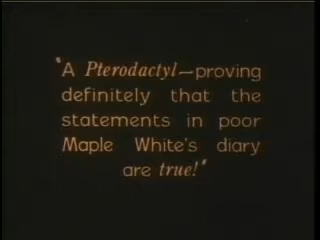 "A Pterodactyl—proving
definitely that the
statements in poor
Maple White's diary
are true!"